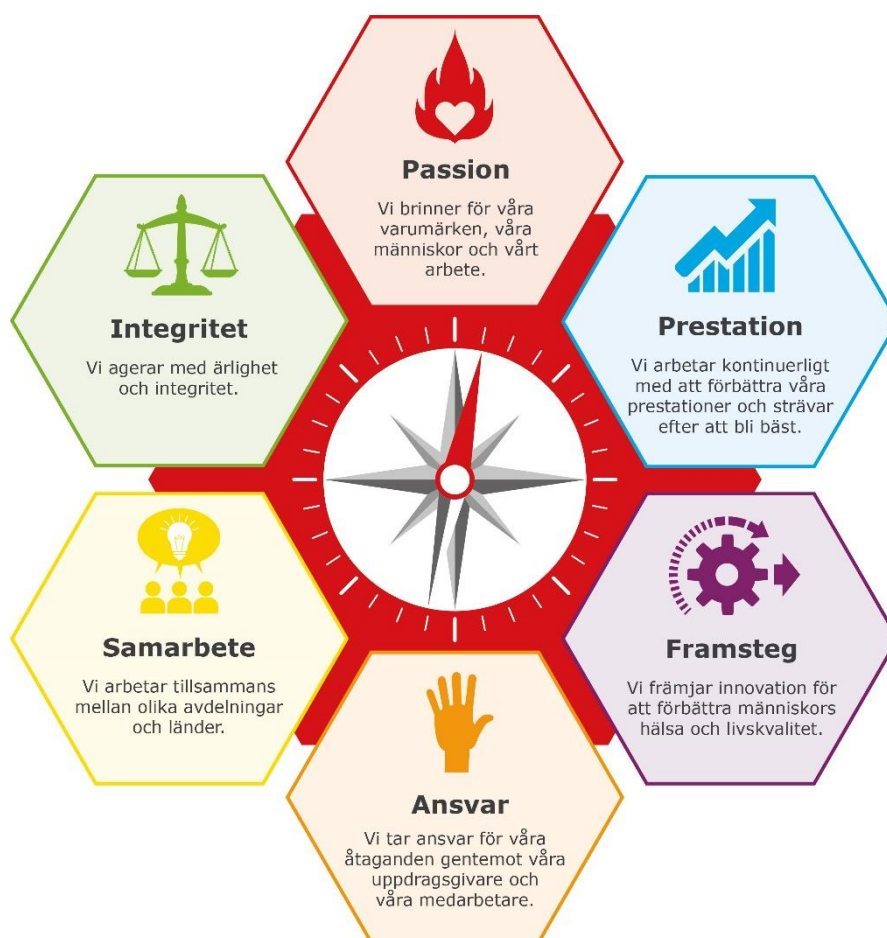 Passion
Vi brinner för våra
varumärken, våra
människor och vårt
arbete.
Prestation
Vi arbetar kontinuerligt
med att förbättra våra
prestationer och strävar
efter att bli bäst.
Framsteg
Vi främjar innovation för
att förbättra människors
hälsa och livskvalitet.
Ansvar
Vi tar ansvar för våra
åtaganden gentemot våra
uppdragsgivare och
våra medarbetare.
Samarbete
Vi arbetar tillsammans
mellan olika avdelningar
och länder.
Integritet
Vi agerar med ärlighet
och integritet.